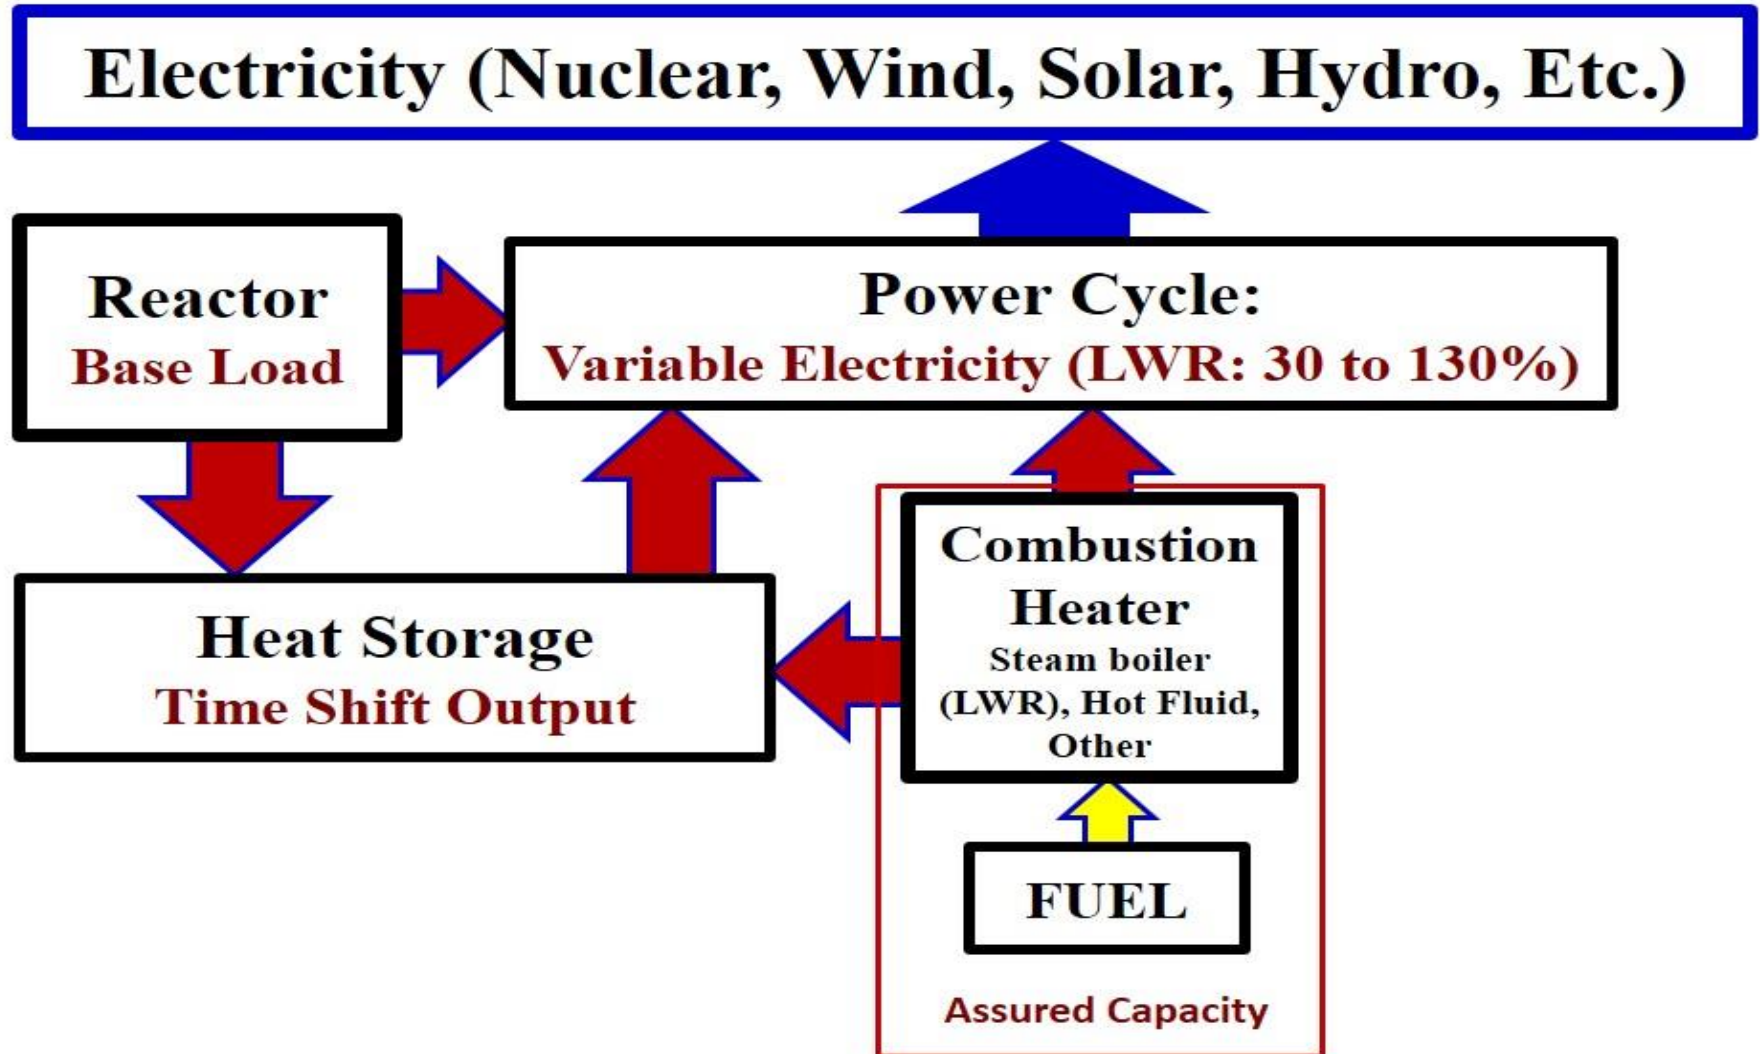 Electricity (Nuclear, Wind, Solar, Hydro, Etc.)
Reactor
Base Load
Power Cycle:
Variable Electricity (LWR: 30 to 130%)
Heat Storage
Time Shift Output
Combustion
Heater
Steam boiler
(LWR), Hot Fluid,
Other
FUEL
Assured Capacity